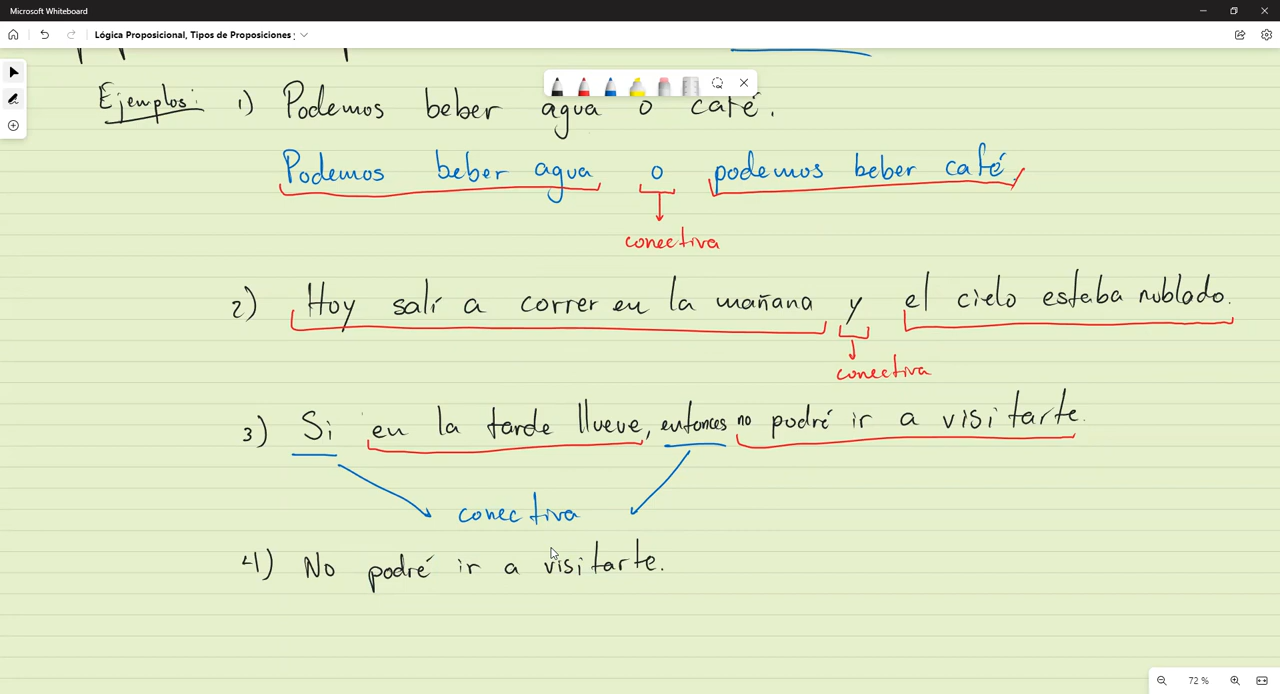 Microsoft Whiteboard
Lógica Proposicional, Tipos de Proposiciones
Ejemplos: 1) Podemos beber agua o café.
Podemos beber agua o podemos beber café.
conectiva
2) Hoy salí a correr en la mañana y el cielo estaba nublado.
conectiva
3) Si en la tarde llueve, entonces no podré ir a visitarte.
conectiva
4) No podré ir a visitarte.
72 %